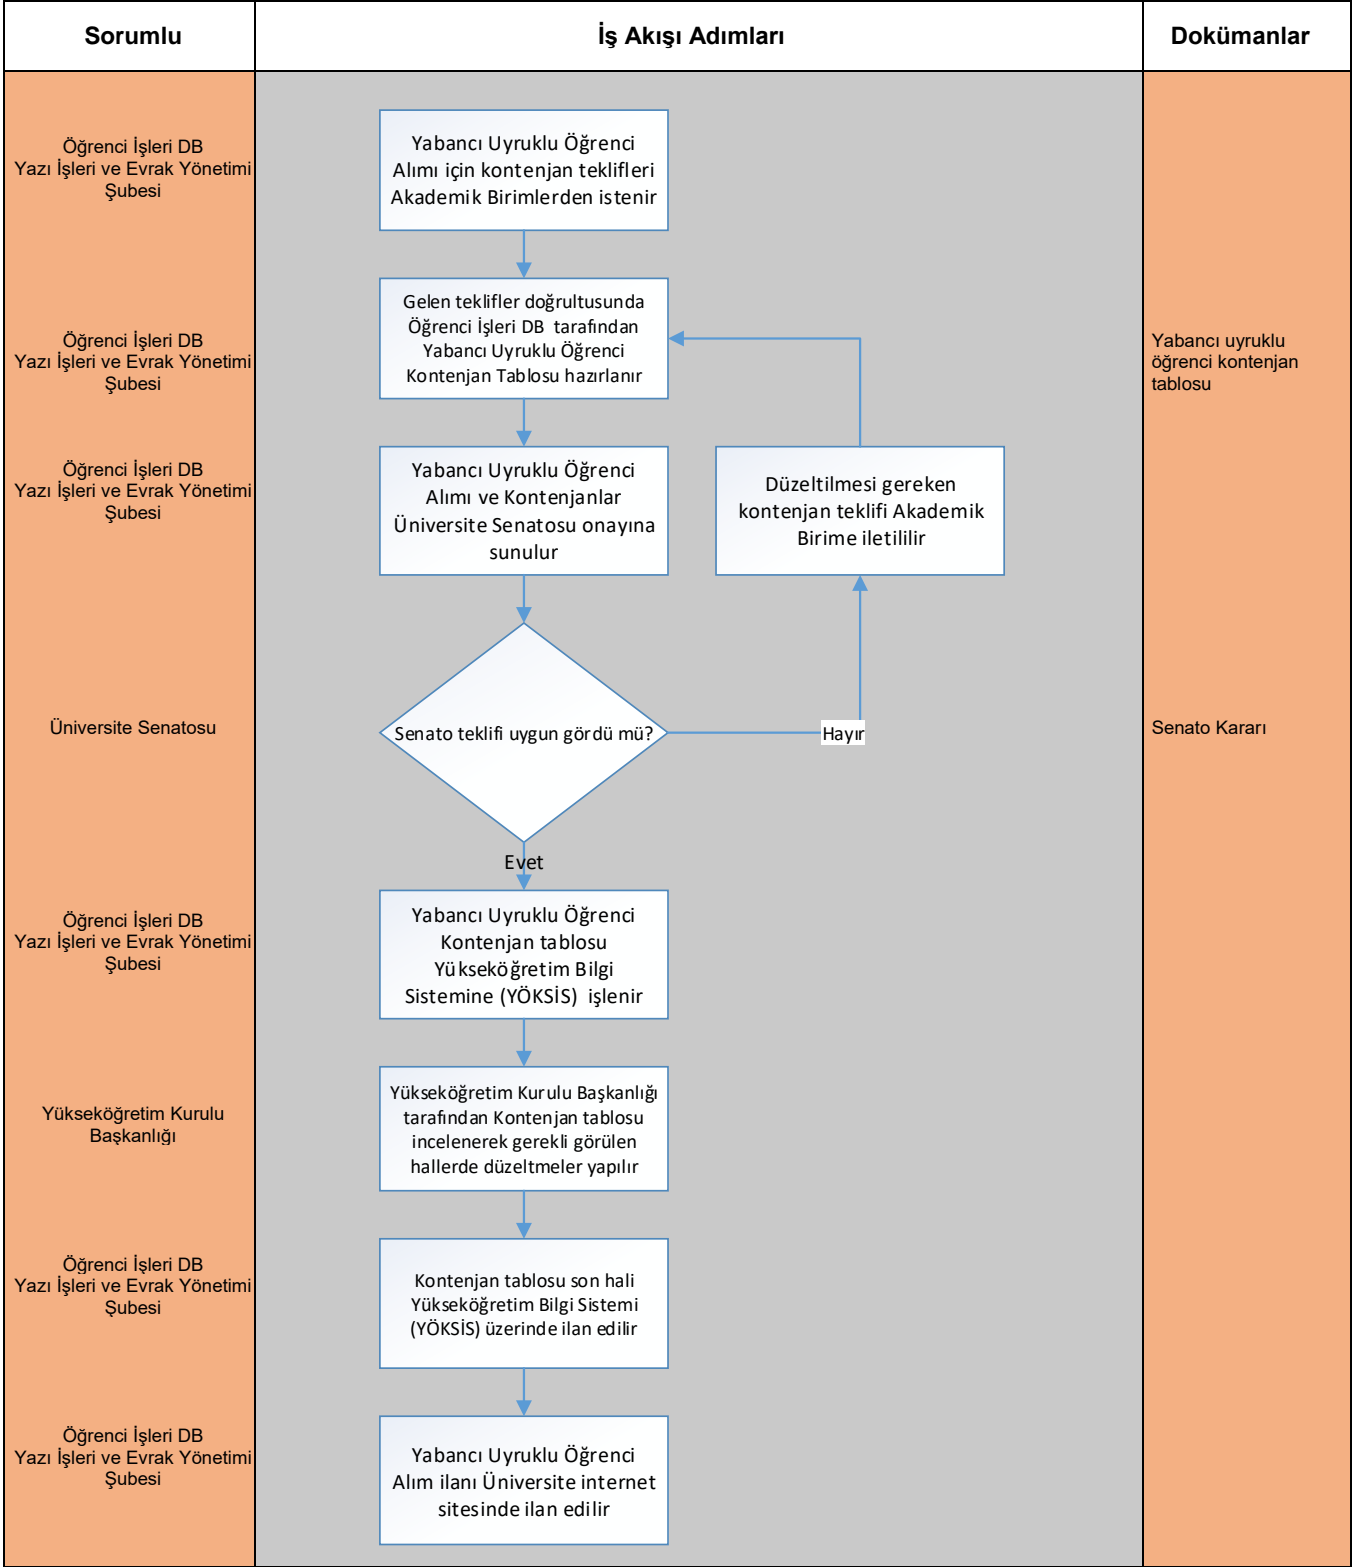 Sorumlu
İş Akışı Adımları
Dokümanlar
Öğrenci İşleri DB
Yazı İşleri ve Evrak Yönetimi
Şubesi
Yabancı Uyruklu Öğrenci
Alımı için kontenjan teklifleri
Akademik Birimlerden istenir
Öğrenci İşleri DB
Yazı İşleri ve Evrak Yönetimi
Şubesi
Gelen teklifler doğrultusunda
Öğrenci İşleri DB tarafından
Yabancı Uyruklu Öğrenci
Kontenjan Tablosu hazırlanır
Yabancı uyruklu
öğrenci kontenjan
tablosu
Öğrenci İşleri DB
Yazı İşleri ve Evrak Yönetimi
Şubesi
Yabancı Uyruklu Öğrenci
Alımı ve Kontenjanlar
Üniversite Senatosu onayına
sunulur
Düzeltilmesi gereken
kontenjan teklifi Akademik
Birime iletililir
Üniversite Senatosu
Senato teklifi uygun gördü mü?
Hayır
Senato Kararı
Evet
Öğrenci İşleri DB
Yazı İşleri ve Evrak Yönetimi
Şubesi
Yabancı Uyruklu Öğrenci
Kontenjan tablosu
Yükseköğretim Bilgi
Sistemine (YÖKSİS) işlenir
Yükseköğretim Kurulu
Başkanlığı
Yükseköğretim Kurulu Başkanlığı
tarafından Kontenjan tablosu
incelenerek gerekli görülen
hallerde düzeltmeler yapılır
Öğrenci İşleri DB
Yazı İşleri ve Evrak Yönetimi
Şubesi
Kontenjan tablosu son hali
Yükseköğretim Bilgi Sistemi
(YÖKSİS) üzerinde ilan edilir
Öğrenci İşleri DB
Yazı İşleri ve Evrak Yönetimi
Şubesi
Yabancı Uyruklu Öğrenci
Alım ilanı Üniversite internet
sitesinde ilan edilir